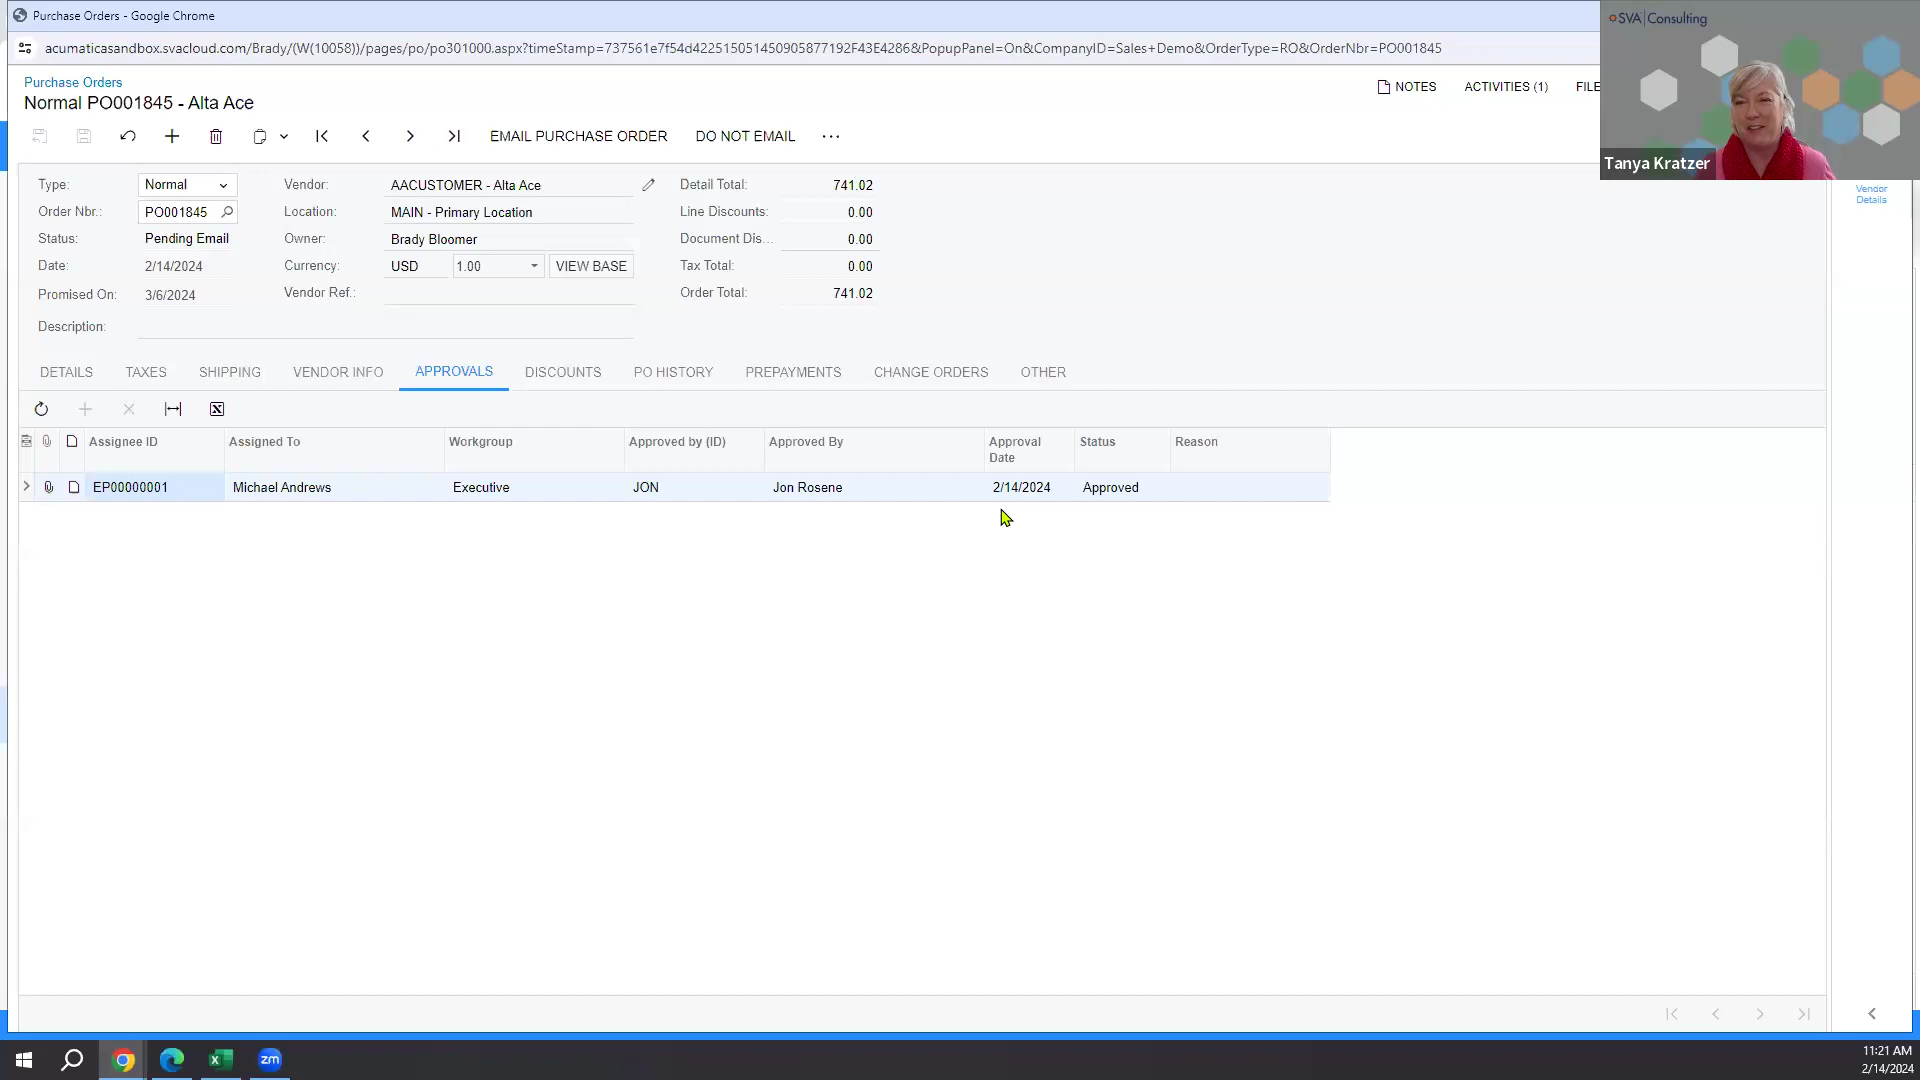 Purchase Orders - Google Chrome
acumaticasandbox.svacloud.com/Brady/(W(10058))/pages/po/po301000.aspx?timeStamp=737561e7f54d422515051450905877192F43E4286&PopupPanel=On&CompanyID=Sales+Demo&OrderType=RO&OrderNbr=PO001845
SVA Consulting
Tanya Kratzer
Purchase Orders
Normal PO001845 - Alta Ace
NOTES ACTIVITIES (1) FILE
EMAIL PURCHASE ORDER DO NOT EMAIL ...
Type: Normal Vendor: AACUSTOMER - Alta Ace Detail Total: 741.02
Order Nbr.: PO001845 Location: MAIN - Primary Location Line Discounts: 0.00
Status: Pending Email Owner: Brady Bloomer Document Dis... 0.00
Date: 2/14/2024 Currency: USD 1.00 VIEW BASE Tax Total: 0.00
Promised On: 3/6/2024 Vendor Ref.: Order Total: 741.02
Description:
Vendor
Details
DETAILS TAXES SHIPPING VENDOR INFO APPROVALS DISCOUNTS PO HISTORY PREPAYMENTS CHANGE ORDERS OTHER
Assignee ID Assigned To Workgroup Approved by (ID) Approved By Approval Date Status Reason
EP00000001 Michael Andrews Executive JON Jon Rosene 2/14/2024 Approved
zm
11:21 AM
2/14/2024